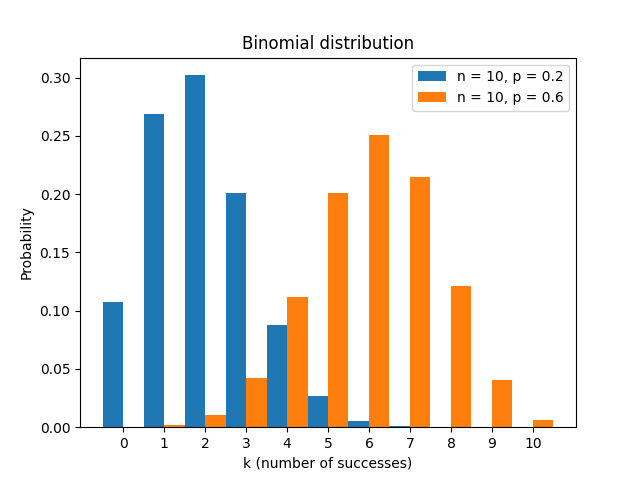 Binomial distribution
n = 10, p = 0.2
n = 10, p = 0.6
Probability
0.30
0.25
0.20
0.15
0.10
0.05
0.00
0 1 2 3 4 5 6 7 8 9 10
k (number of successes)